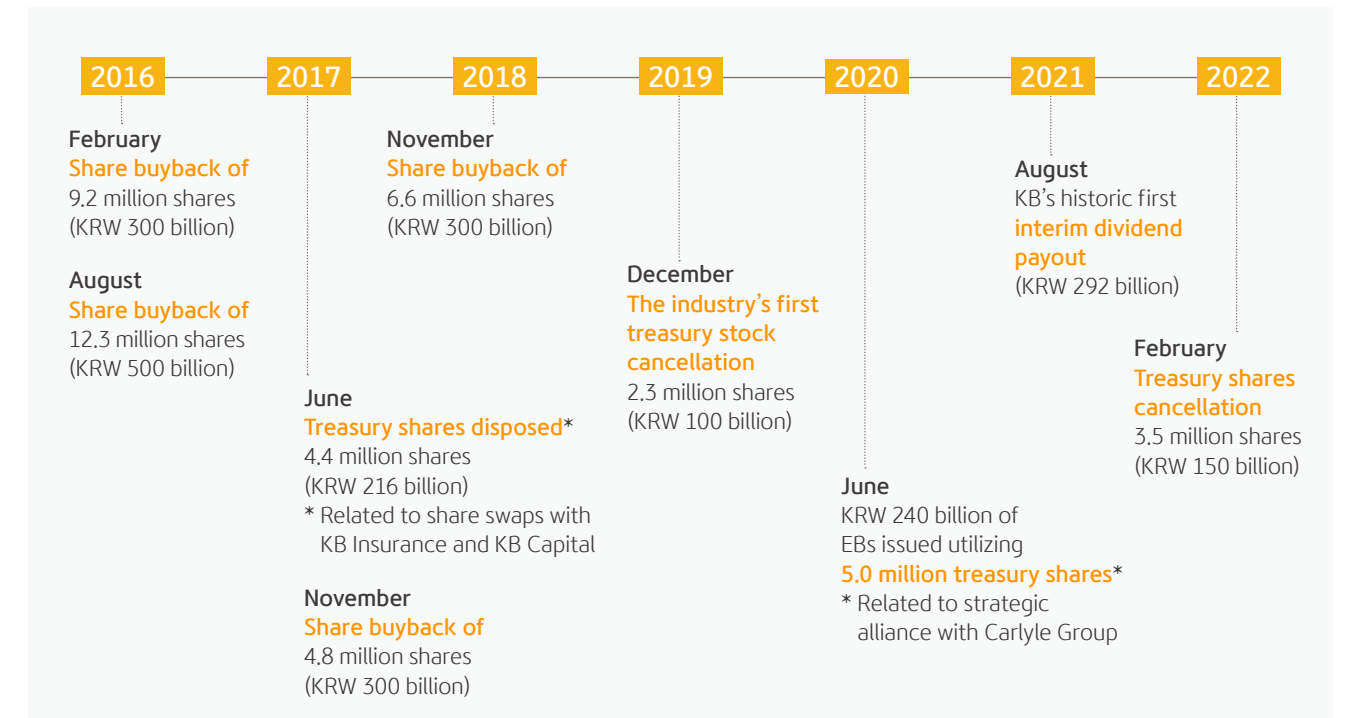 2016
2017
2018
2019
2020
2021
2022
February
Share buyback of
9.2 million shares
(KRW 300 billion)
August
Share buyback of
12.3 million shares
(KRW 500 billion)
June
Treasury shares disposed*
4.4 million shares
(KRW 216 billion)
* Related to share swaps with
KB Insurance and KB Capital
November
Share buyback of
4.8 million shares
(KRW 300 billion)
November
Share buyback of
6.6 million shares
(KRW 300 billion)
December
The industry’s first
treasury stock
cancellation
2.3 million shares
(KRW 100 billion)
June
KRW 240 billion of
EBs issued utilizing
5.0 million treasury shares*
* Related to strategic
alliance with Carlyle Group
August
KB’s historic first
interim dividend
payout
(KRW 292 billion)
February
Treasury shares
cancellation
3.5 million shares
(KRW 150 billion)